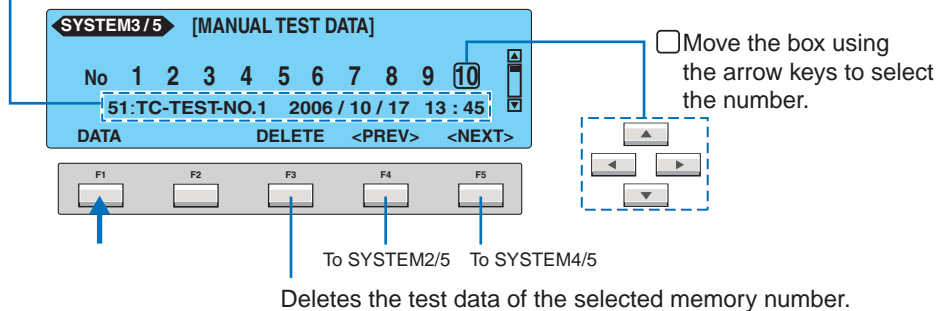 SYSTEM3/5 [MANUAL TEST DATA]
No 1 2 3 4 5 6 7 8 9 10
51:TC-TEST-NO.1 2006 / 10 / 17 13 : 45
DATA DELETE <PREV> <NEXT>
F1 F2 F3 F4 F5
Move the box using
the arrow keys to select
the number.
To SYSTEM2/5 To SYSTEM4/5
Deletes the test data of the selected memory number.